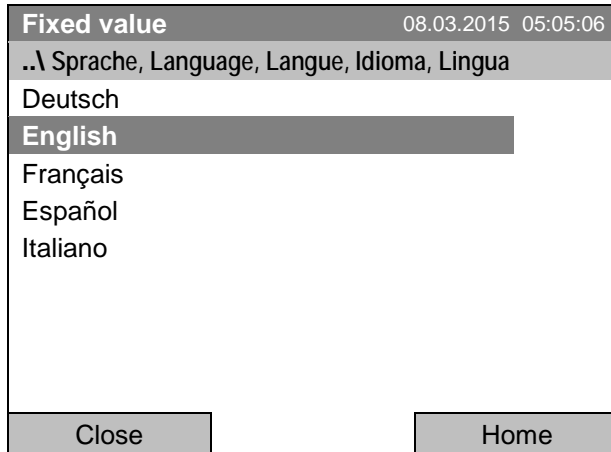 Fixed value 08.03.2015 05:05:06
..\ Sprache, Language, Langue, Idioma, Lingua
Deutsch
English
Français
Español
Italiano
Close Home